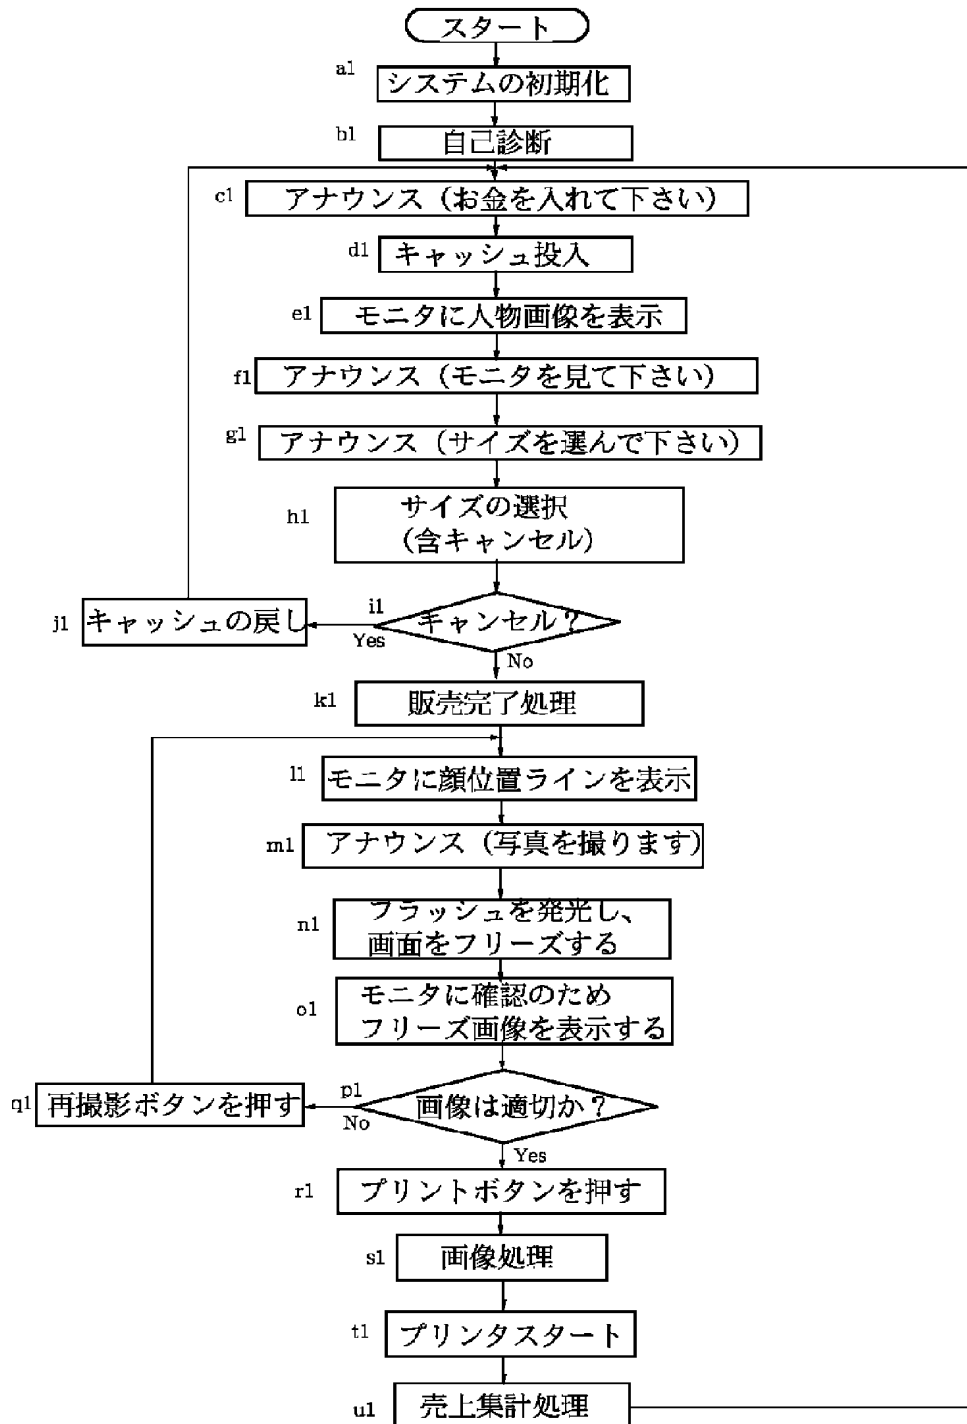 スタート
a1
システムの初期化
b1
自己診断
c1
アナウンス（お金を入れて下さい）
d1
キャッシュ投入
e1
モニタに人物画像を表示
f1
アナウンス（モニタを見て下さい）
g1
アナウンス（サイズを選んで下さい）
h1
サイズの選択
（含キャンセル）
i1
キャンセル？
Yes
No
j1
キャッシュの戻し
k1
販売完了処理
l1
モニタに顔位置ラインを表示
m1
アナウンス（写真を撮ります）
n1
フラッシュを発光し、
画面をフリーズする
o1
モニタに確認のため
フリーズ画像を表示する
p1
画像は適切か？
No
Yes
q1
再撮影ボタンを押す
r1
プリントボタンを押す
s1
画像処理
t1
プリンタスタート
u1
売上集計処理